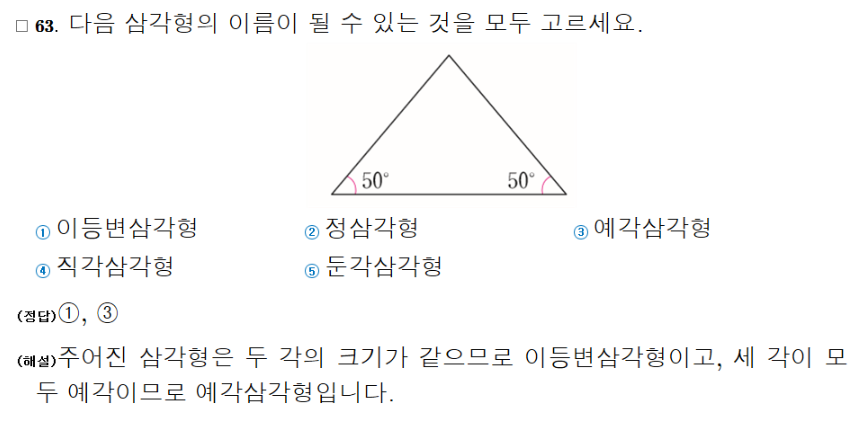 □ 63. 다음 삼각형의 이름이 될 수 있는 것을 모두 고르세요.
50° 50°
① 이등변삼각형 ② 정삼각형 ③ 예각삼각형
④ 직각삼각형 ⑤ 둔각삼각형
(정답)①, ③
(해설)주어진 삼각형은 두 각의 크기가 같으므로 이등변삼각형이고, 세 각이 모
두 예각이므로 예각삼각형입니다.